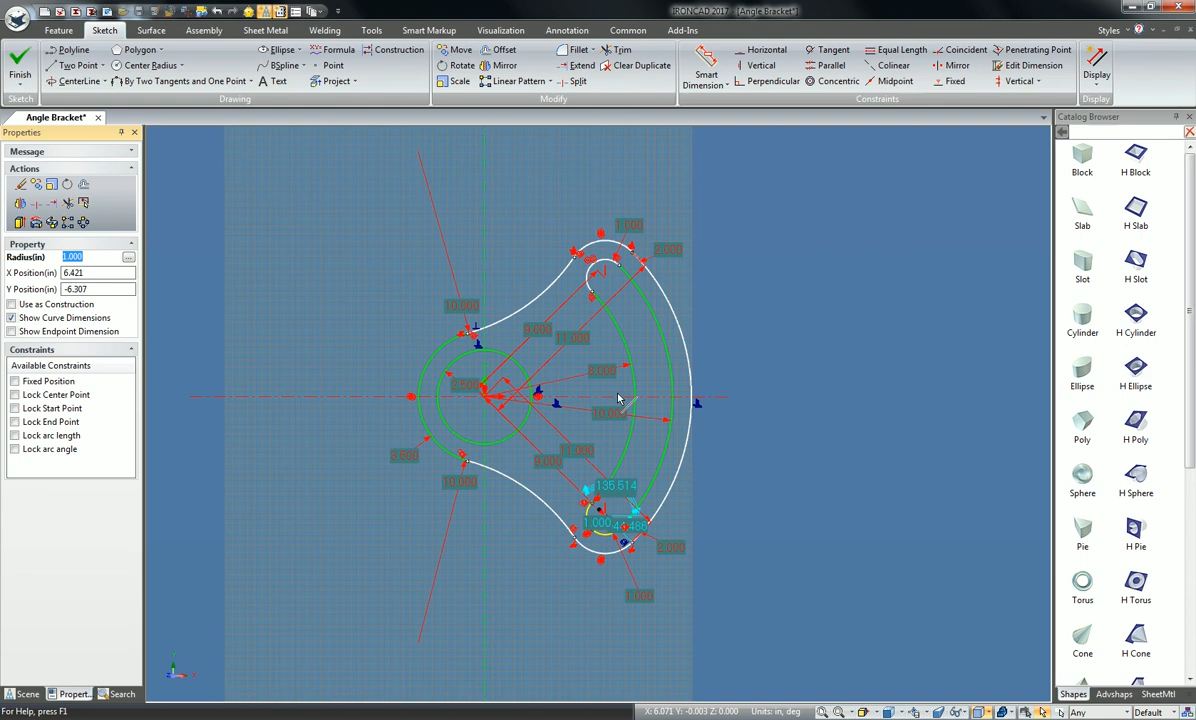 IRONCAD 2017 - [Angle Bracket*]
Feature Sketch Surface Assembly Sheet Metal Welding Tools Smart Markup Visualization Annotation Common Add-Ins Styles
Finish
Polyline Polygon Ellipse Formula Construction
Two Point Center Radius BSpline Point
CenterLine By Two Tangents and One Point Text Project
Move Offset Fillet Trim
Rotate Mirror Extend Clear Duplicate
Scale Linear Pattern Split
Smart
Dimension
Horizontal Tangent Equal Length Coincident Penetrating Point
Vertical Parallel Colinear Mirror Edit Dimension
Perpendicular Concentric Midpoint Fixed Vertical
Display
Sketch Drawing Modify Constraints Display
Angle Bracket*
Properties
Message
Actions
Property
Radius(in) 1.000
X Position(in) 6.421
Y Position(in) -6.307
Use as Construction
Show Curve Dimensions
Show Endpoint Dimension
Constraints
Available Constraints
Fixed Position
Lock Center Point
Lock Start Point
Lock End Point
Lock arc length
Lock arc angle
Scene Propert... Search
1.000
2.000
10.000
9.000
11.000
8.000
2.500
10.000
11.000
9.000
3.500
10.000
135.514
1.000
44.486
2.000
1.000
Catalog Browser
Block H Block
Slab H Slab
Slot H Slot
Cylinder H Cylinder
Ellipse H Ellipse
Poly H Poly
Sphere H Sphere
Pie H Pie
Torus H Torus
Cone H Cone
Shapes Advshaps SheetMtl
For Help, press F1
X: 6.071 Y: -0.003 Z: 0.000 Units: in, deg
Any Default